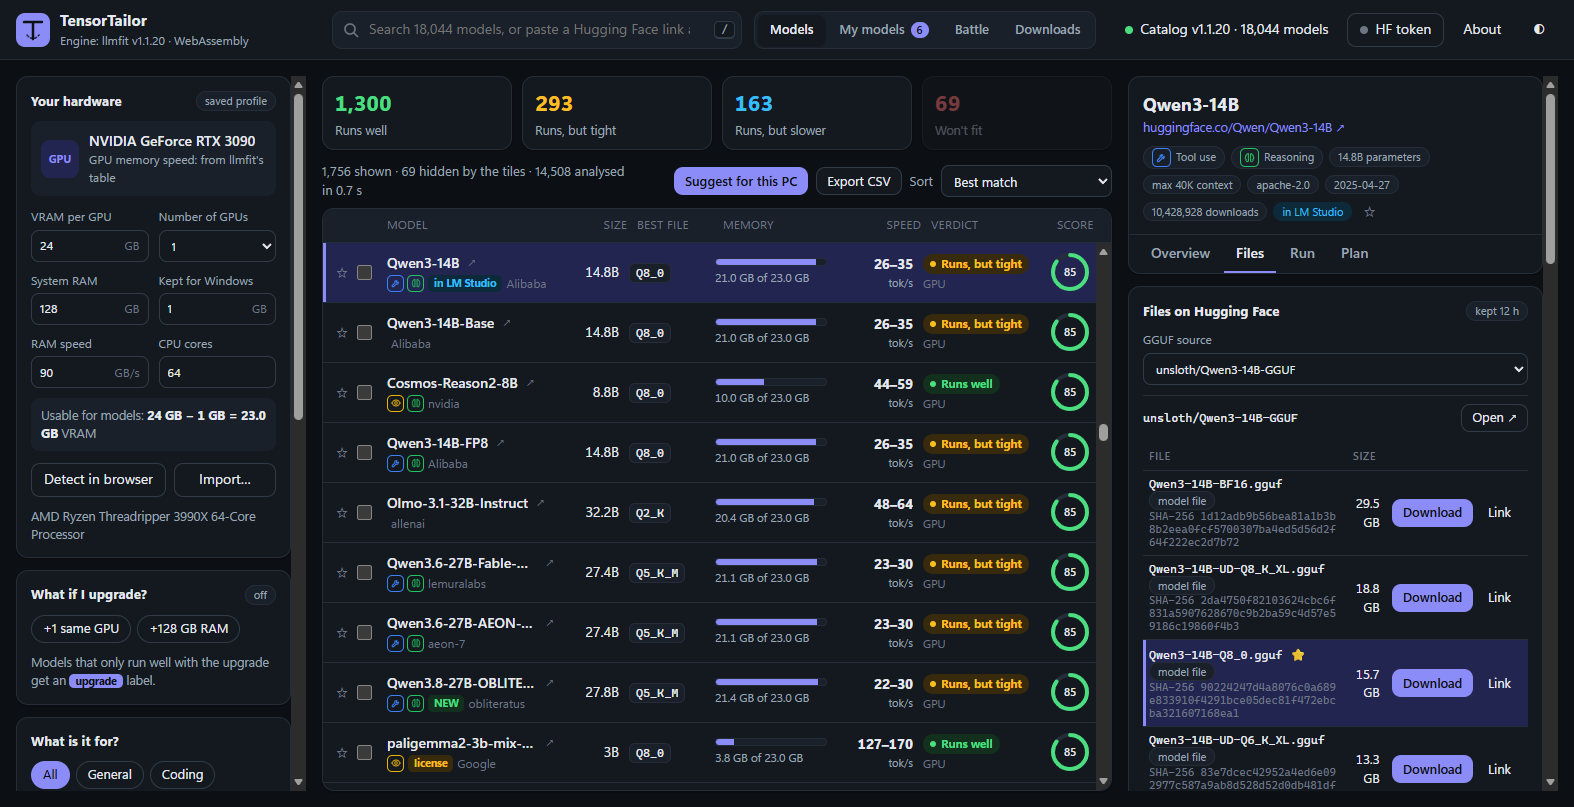 TensorTailor
Engine: llmfit v1.1.20 · WebAssembly
Search 18,044 models, or paste a Hugging Face link
/
Models
My models 6
Battle
Downloads
Catalog v1.1.20 · 18,044 models
HF token
About
Your hardware
saved profile
GPU
NVIDIA GeForce RTX 3090
GPU memory speed: from llmfit's
table
VRAM per GPU
Number of GPUs
24 GB
1
System RAM
Kept for Windows
128 GB
1 GB
RAM speed
CPU cores
90 GB/s
64
Usable for models: 24 GB − 1 GB = 23.0
GB VRAM
Detect in browser
Import...
AMD Ryzen Threadripper 3990X 64-Core
Processor
What if I upgrade?
off
+1 same GPU
+128 GB RAM
Models that only run well with the upgrade
get an upgrade label.
What is it for?
All
General
Coding
1,300
Runs well
293
Runs, but tight
163
Runs, but slower
69
Won't fit
1,756 shown · 69 hidden by the tiles · 14,508 analysed
in 0.7 s
Suggest for this PC
Export CSV
Sort
Best match
MODEL SIZE BEST FILE MEMORY SPEED VERDICT SCORE
☆ Qwen3-14B ↗ 14.8B Q8_0 26–35 Runs, but tight 85
in LM Studio Alibaba 21.0 GB of 23.0 GB tok/s GPU
☆ Qwen3-14B-Base ↗ 14.8B Q8_0 26–35 Runs, but tight 85
Alibaba 21.0 GB of 23.0 GB tok/s GPU
☆ Cosmos-Reason2-8B ↗ 8.8B Q8_0 44–59 Runs well 85
nvidia 10.0 GB of 23.0 GB tok/s GPU
☆ Qwen3-14B-FP8 ↗ 14.8B Q8_0 26–35 Runs, but tight 85
Alibaba 21.0 GB of 23.0 GB tok/s GPU
☆ Olmo-3.1-32B-Instruct ↗ 32.2B Q2_K 48–64 Runs, but tight 85
allenai 20.4 GB of 23.0 GB tok/s GPU
☆ Qwen3.6-27B-Fable-... ↗ 27.4B Q5_K_M 23–30 Runs, but tight 85
lemuralabs 21.1 GB of 23.0 GB tok/s GPU
☆ Qwen3.6-27B-AEON-... ↗ 27.4B Q5_K_M 23–30 Runs, but tight 85
aeon-7 21.1 GB of 23.0 GB tok/s GPU
☆ Qwen3.8-27B-OBLITE... ↗ 27.8B Q5_K_M 22–30 Runs, but tight 85
NEW obliteratus 21.4 GB of 23.0 GB tok/s GPU
☆ paligemma2-3b-mix-... ↗ 3B Q8_0 127–170 Runs well 85
license Google 3.8 GB of 23.0 GB tok/s GPU
Qwen3-14B
huggingface.co/Qwen/Qwen3-14B ↗
Tool use
Reasoning
14.8B parameters
max 40K context
apache-2.0
2025-04-27
10,428,928 downloads
in LM Studio
☆
Overview
Files
Run
Plan
Files on Hugging Face
kept 12 h
GGUF source
unsloth/Qwen3-14B-GGUF
unsloth/Qwen3-14B-GGUF
Open ↗
FILE SIZE
Qwen3-14B-BF16.gguf
model file
SHA-256 1d12adb9b56bea81a1b3b
8b2eea0fcf5700307ba4ed5d56d2f
64f222ec2d7b72
29.5
GB
Download
Link
Qwen3-14B-UD-Q8_K_XL.gguf
model file
SHA-256 2da4750f82103624cbc6f
831a5907628670c9b2ba59c4d57e5
9186c19860f4b3
18.8
GB
Download
Link
Qwen3-14B-Q8_0.gguf
model file
SHA-256 90224247d4a8076c0a689
e833910f4291bce05dec81f472ebc
ba321607168ea1
15.7
GB
Download
Link
Qwen3-14B-UD-Q6_K_XL.gguf
model file
SHA-256 83e7dcec42952a4ed6e09
2977c587a9ab8d528d52d0db481df
13.3
GB
Download
Link